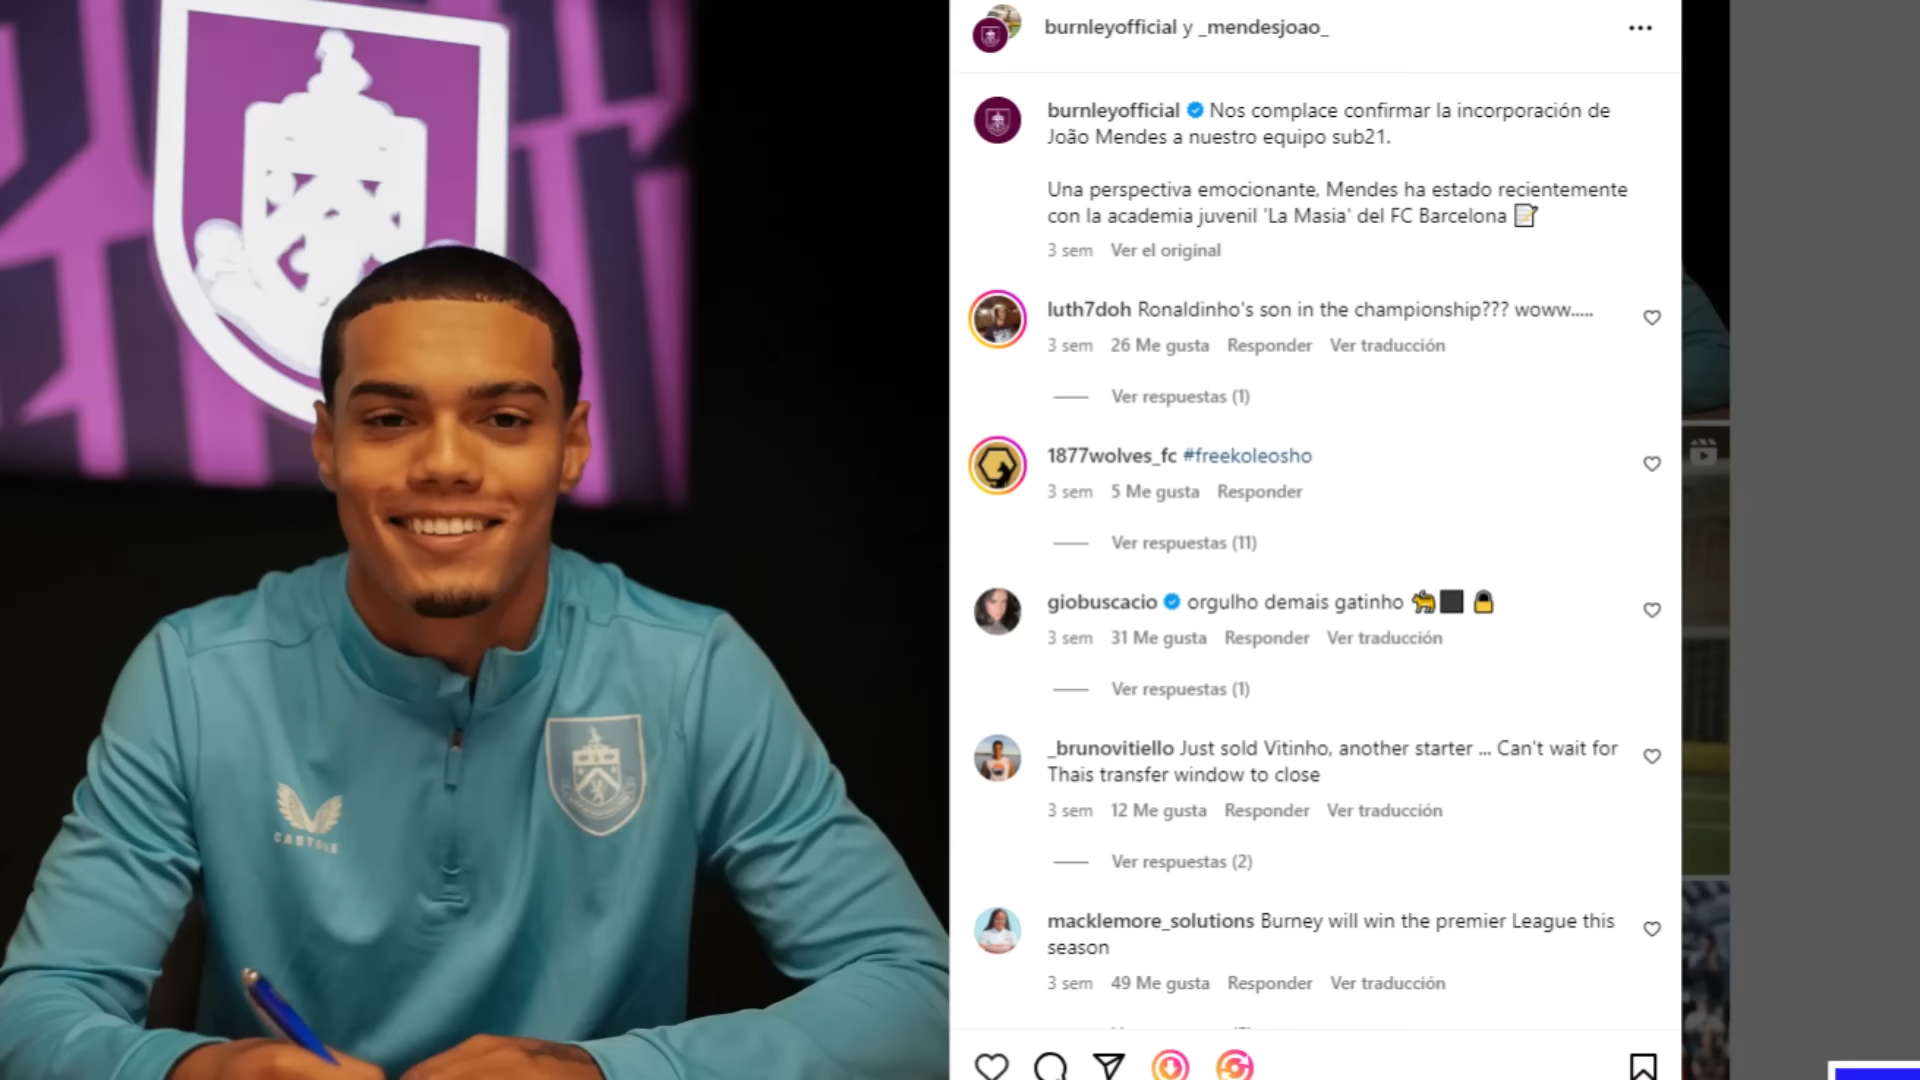 burnleyofficial y _mendesjoao_
burnleyofficial Nos complace confirmar la incorporación de
João Mendes a nuestro equipo sub21.
Una perspectiva emocionante, Mendes ha estado recientemente
con la academia juvenil 'La Masia' del FC Barcelona 📝
3 sem Ver el original
luth7doh Ronaldinho's son in the championship??? woww.....
3 sem 26 Me gusta Responder Ver traducción
Ver respuestas (1)
1877wolves_fc #freekoleosho
3 sem 5 Me gusta Responder
Ver respuestas (11)
giobuscacio orgulho demais gatinho 🐆⬛ 🔒
3 sem 31 Me gusta Responder Ver traducción
Ver respuestas (1)
_brunovitiello Just sold Vitinho, another starter ... Can't wait for
Thais transfer window to close
3 sem 12 Me gusta Responder Ver traducción
Ver respuestas (2)
macklemore_solutions Burney will win the premier League this
season
3 sem 49 Me gusta Responder Ver traducción
CASTORE